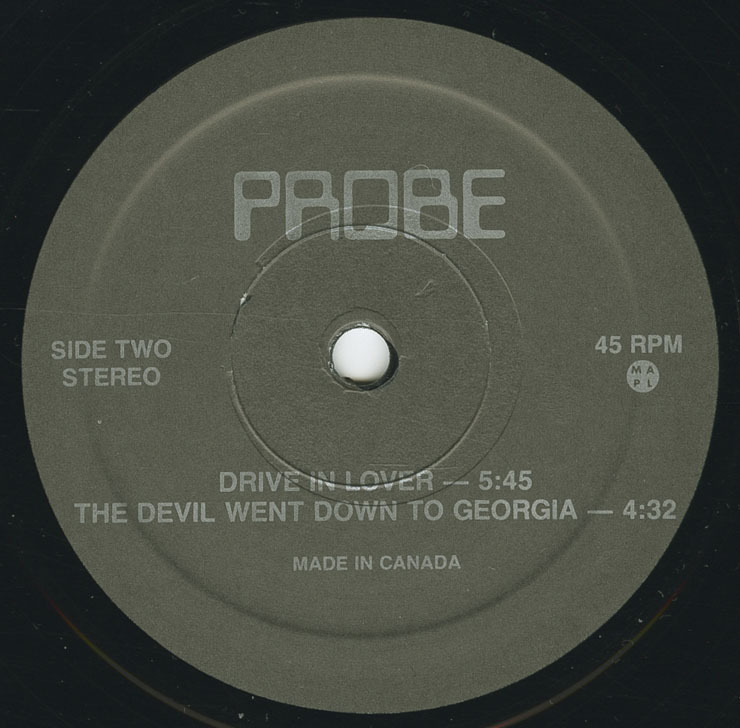 PROBE
SIDE TWO
STEREO
45 RPM
M A
P L
DRIVE IN LOVER — 5:45
THE DEVIL WENT DOWN TO GEORGIA — 4:32
MADE IN CANADA